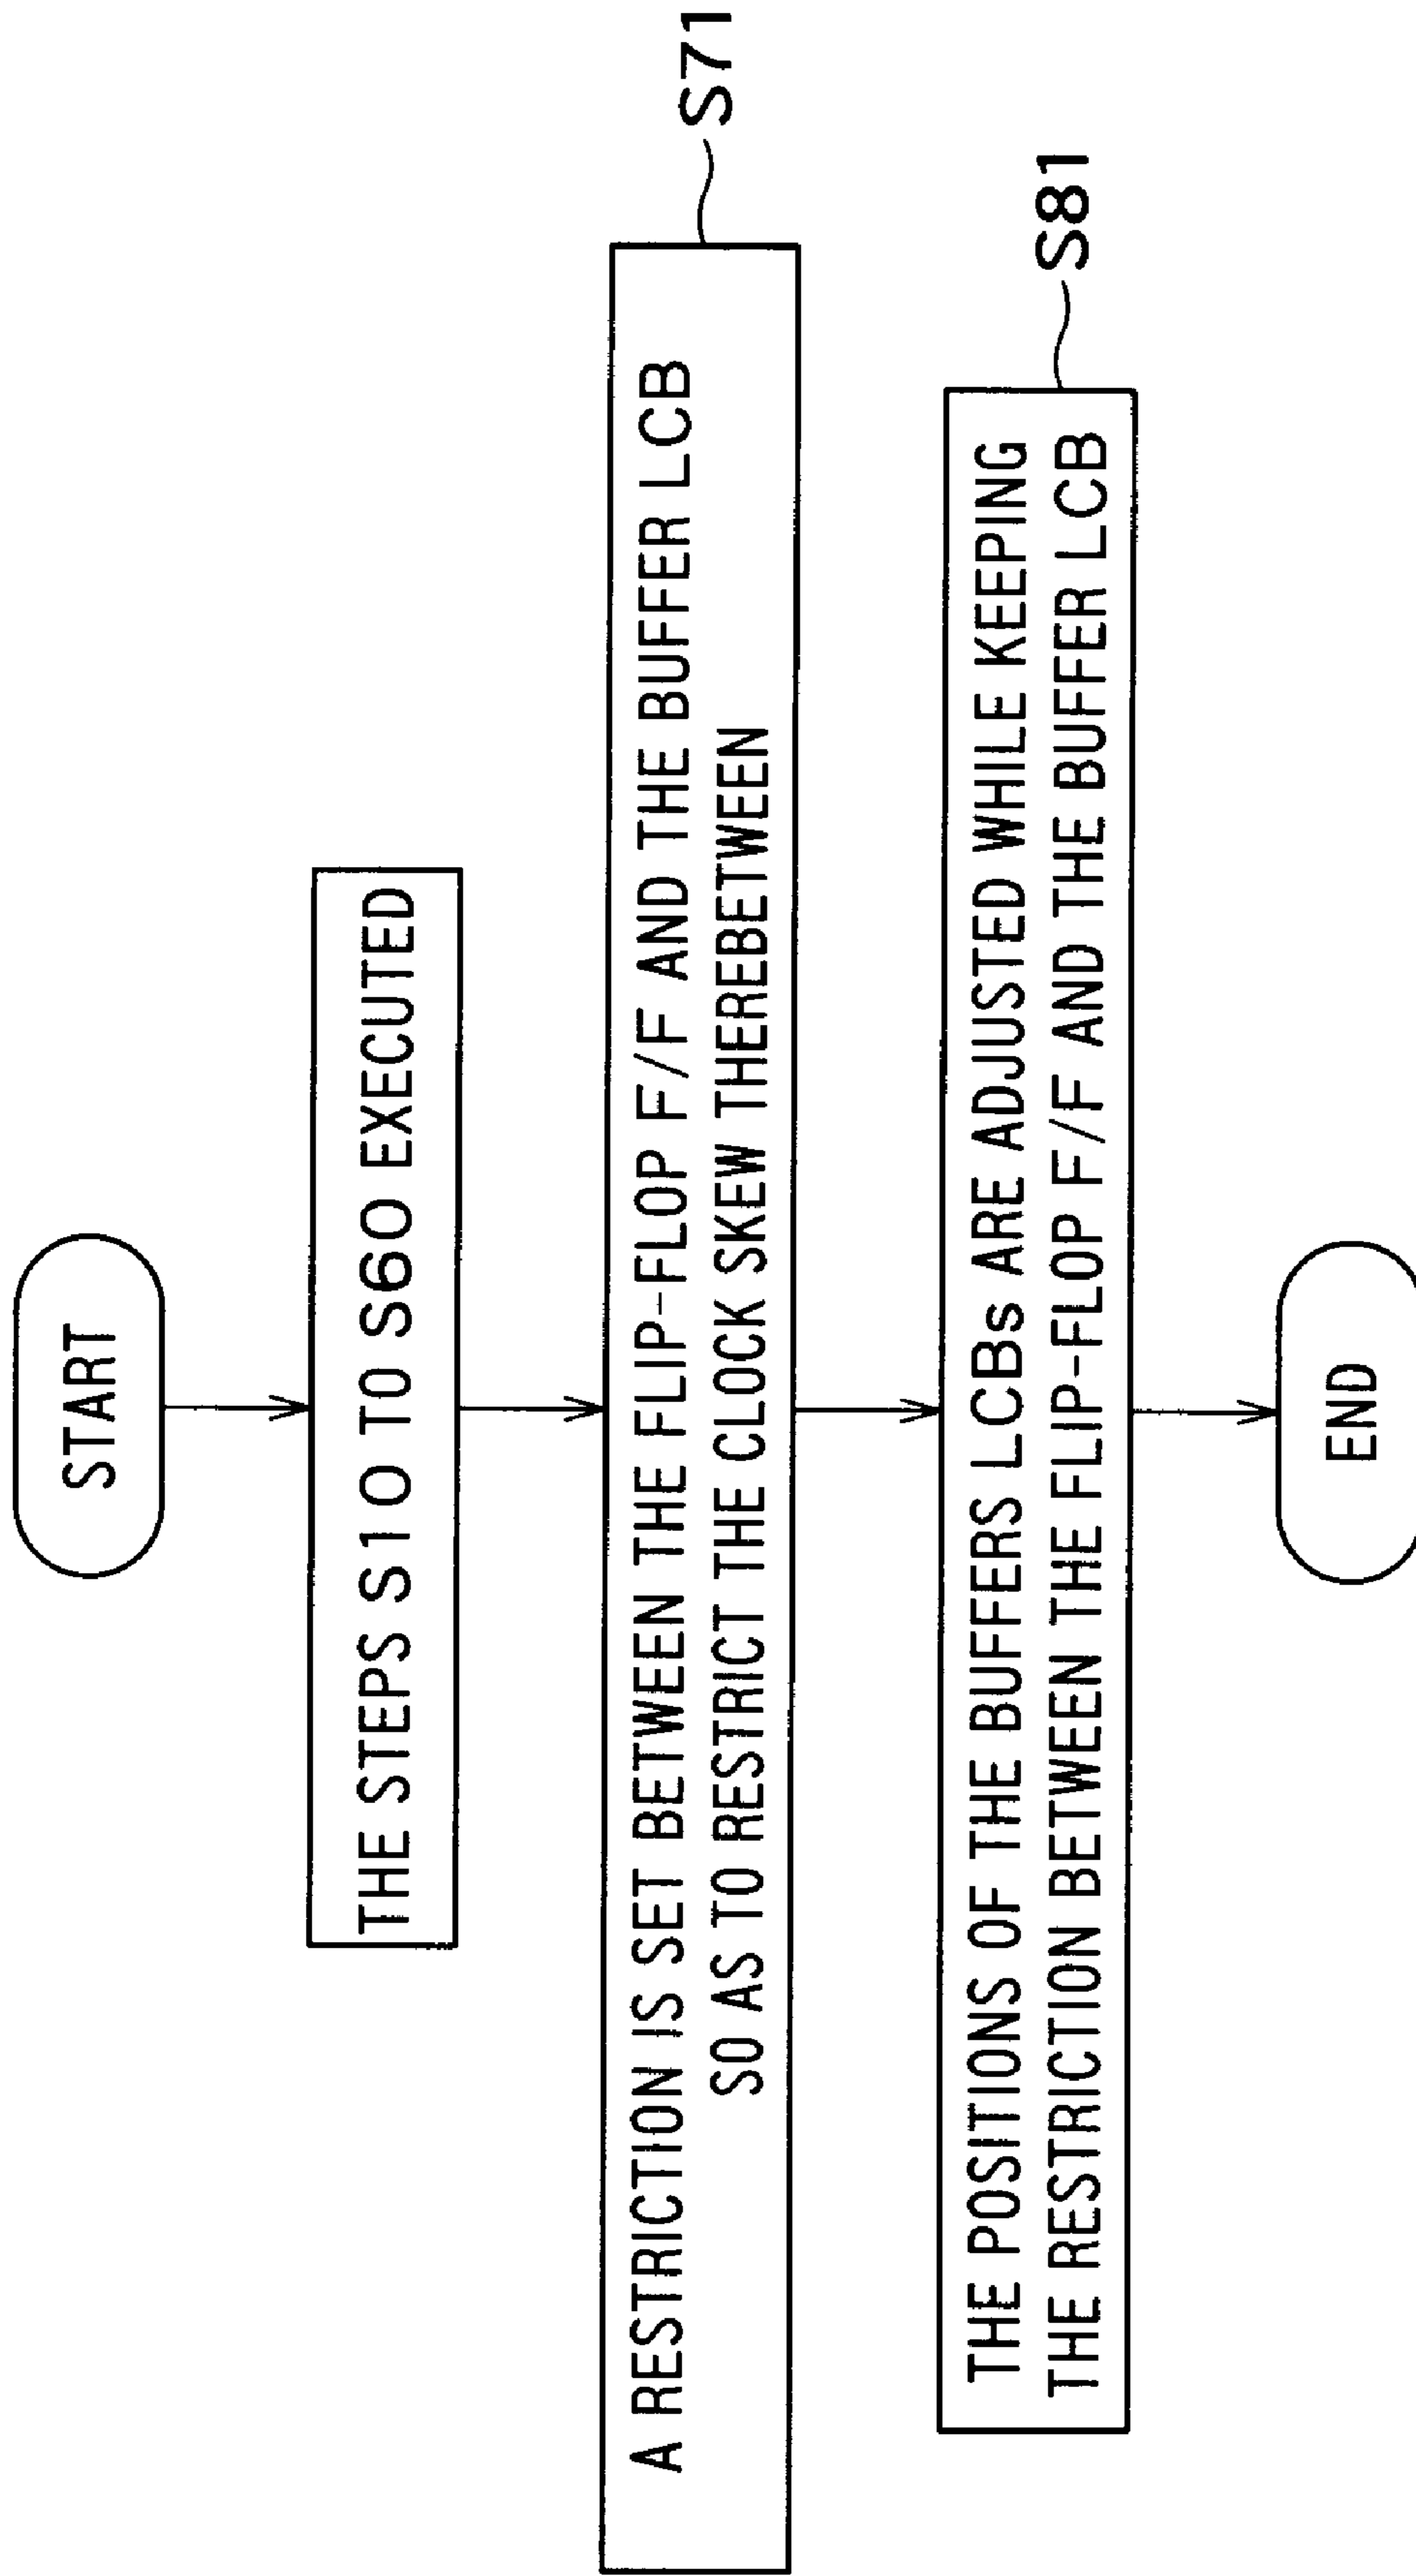 START
THE STEPS S10 TO S60 EXECUTED
A RESTRICTION IS SET BETWEEN THE FLIP-FLOP F/F AND THE BUFFER LCB
SO AS TO RESTRICT THE CLOCK SKEW THEREBETWEEN
S71
THE POSITIONS OF THE BUFFERS LCBs ARE ADJUSTED WHILE KEEPING
THE RESTRICTION BETWEEN THE FLIP-FLOP F/F AND THE BUFFER LCB
S81
END